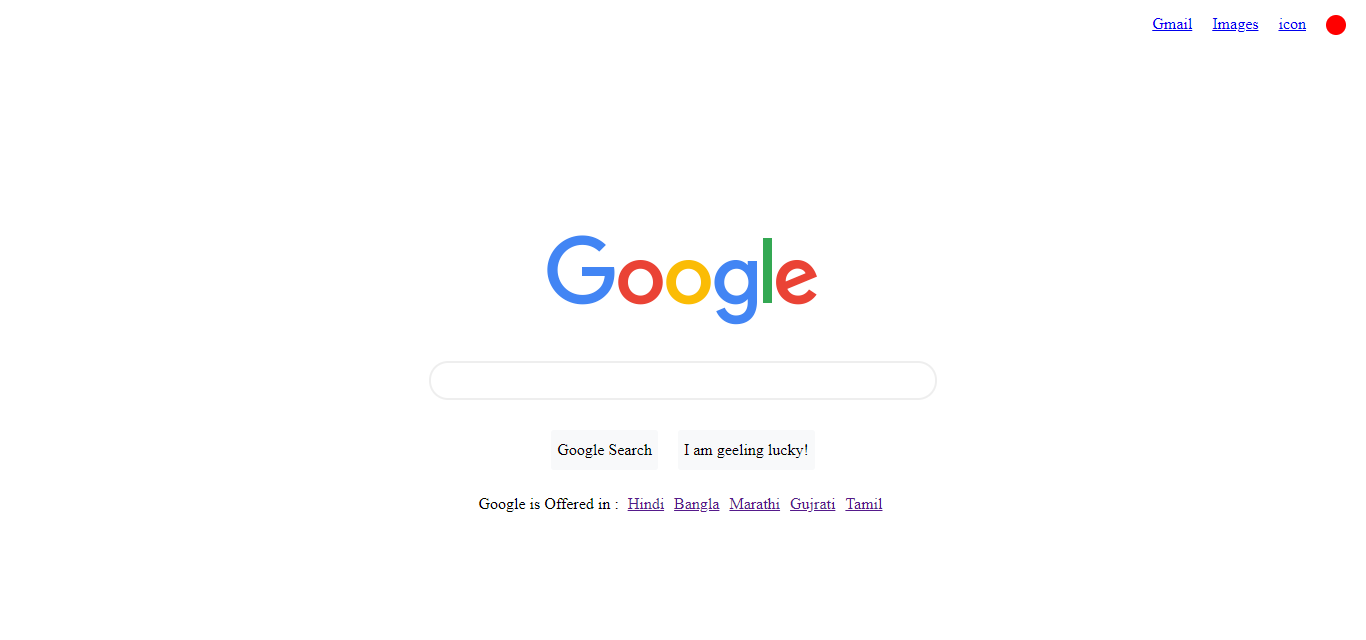 Gmail Images icon
Google
Google Search I am geeling lucky!
Google is Offered in : Hindi Bangla Marathi Gujrati Tamil